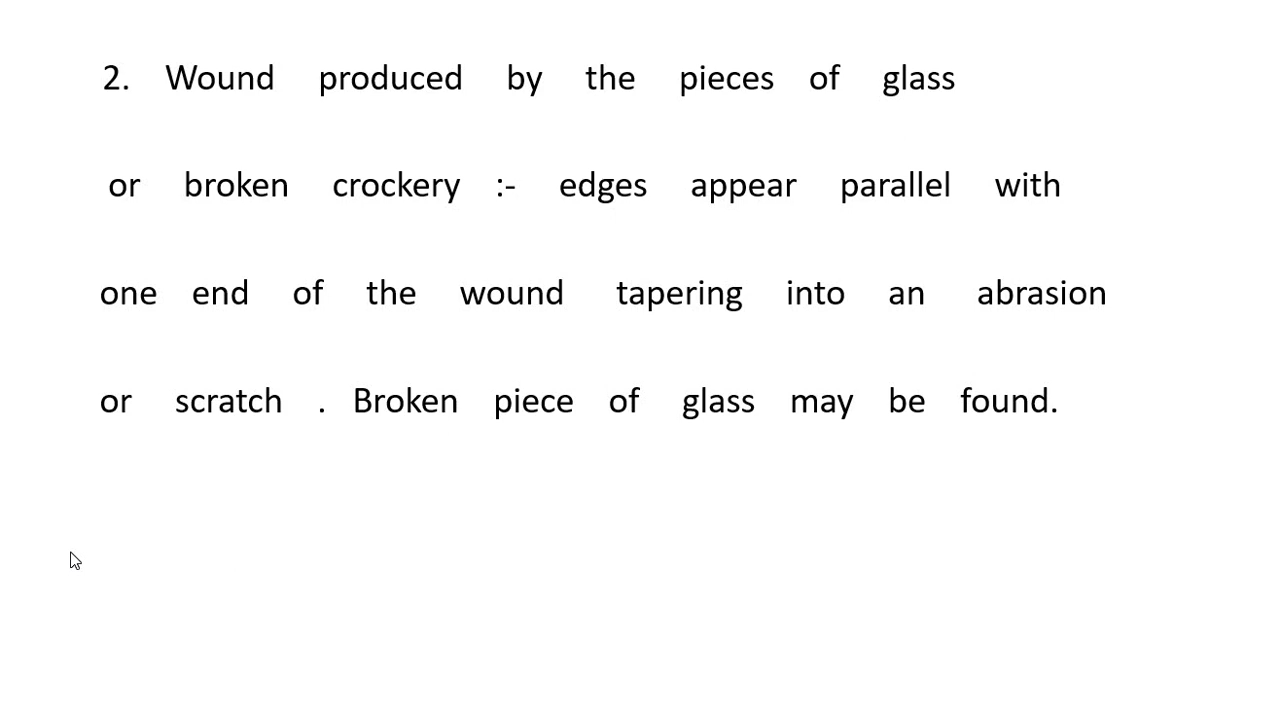 2. Wound produced by the pieces of glass
or broken crockery :- edges appear parallel with
one end of the wound tapering into an abrasion
or scratch . Broken piece of glass may be found.